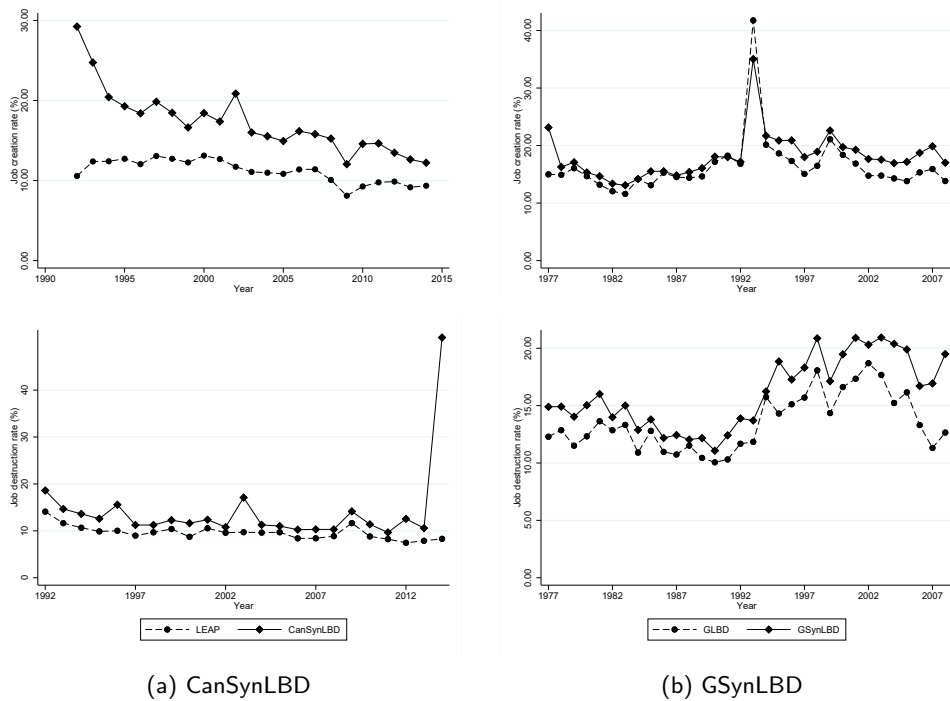 30.00
20.00
10.00
0.00
Job creation rate (%)
1990 1995 2000 2005 2010 2015
Year
40.00
30.00
20.00
10.00
0.00
Job creation rate (%)
1977 1982 1987 1992 1997 2002 2007
Year
40
30
20
10
0
Job destruction rate (%)
1992 1997 2002 2007 2012
Year
LEAP CanSynLBD
20.00
15.00
10.00
5.00
0.00
Job destruction rate (%)
1977 1982 1987 1992 1997 2002 2007
Year
GLBD GSynLBD
(a) CanSynLBD
(b) GSynLBD